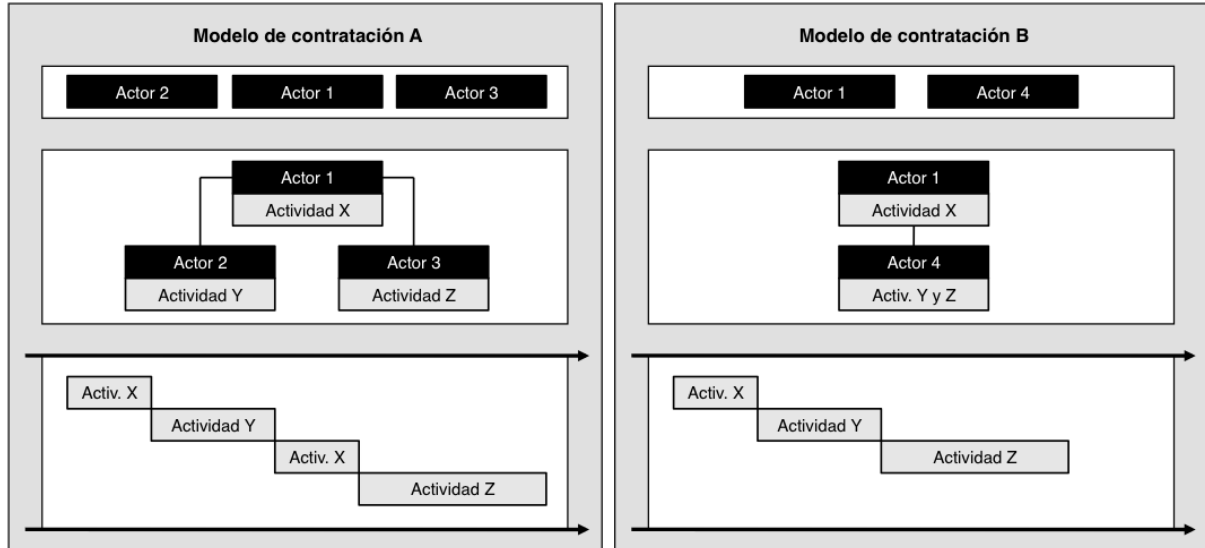 Modelo de contratación A
Actor 2
Actor 1
Actor 3
Actor 1
Actividad X
Actor 2
Actividad Y
Actor 3
Actividad Z
Activ. X
Actividad Y
Activ. X
Actividad Z
Modelo de contratación B
Actor 1
Actor 4
Actor 1
Actividad X
Actor 4
Activ. Y y Z
Activ. X
Actividad Y
Actividad Z